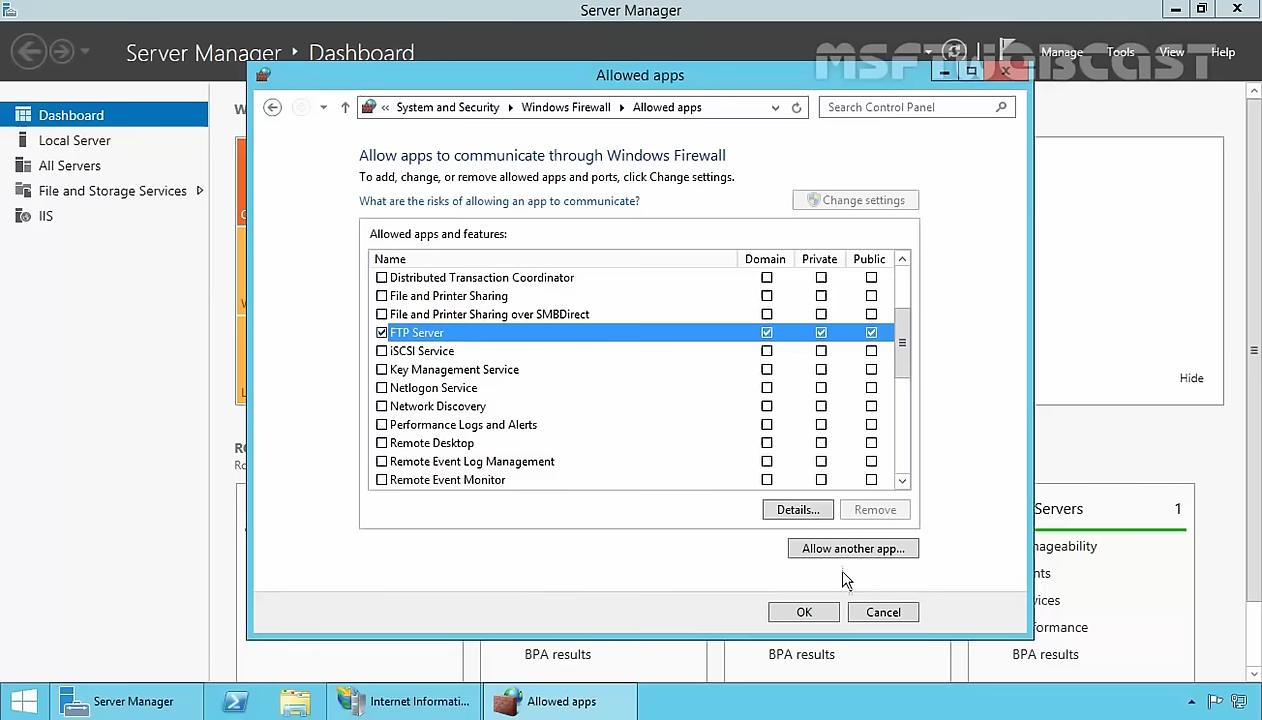 Server Manager
Server Manager ‣ Dashboard
Manage Tools View Help
MSFTWEBCAST
Allowed apps
« System and Security ▸ Windows Firewall ▸ Allowed apps
Search Control Panel
Dashboard
Local Server
All Servers
File and Storage Services
IIS
Allow apps to communicate through Windows Firewall
To add, change, or remove allowed apps and ports, click Change settings.
What are the risks of allowing an app to communicate?
Change settings
Allowed apps and features:
Name Domain Private Public
Distributed Transaction Coordinator
File and Printer Sharing
File and Printer Sharing over SMBDirect
FTP Server
iSCSI Service
Key Management Service
Netlogon Service
Network Discovery
Performance Logs and Alerts
Remote Desktop
Remote Event Log Management
Remote Event Monitor
Details...
Remove
Allow another app...
OK
Cancel
Hide
Servers 1
nageability
nts
vices
formance
BPA results
BPA results
BPA results
Server Manager
Internet Informati...
Allowed apps